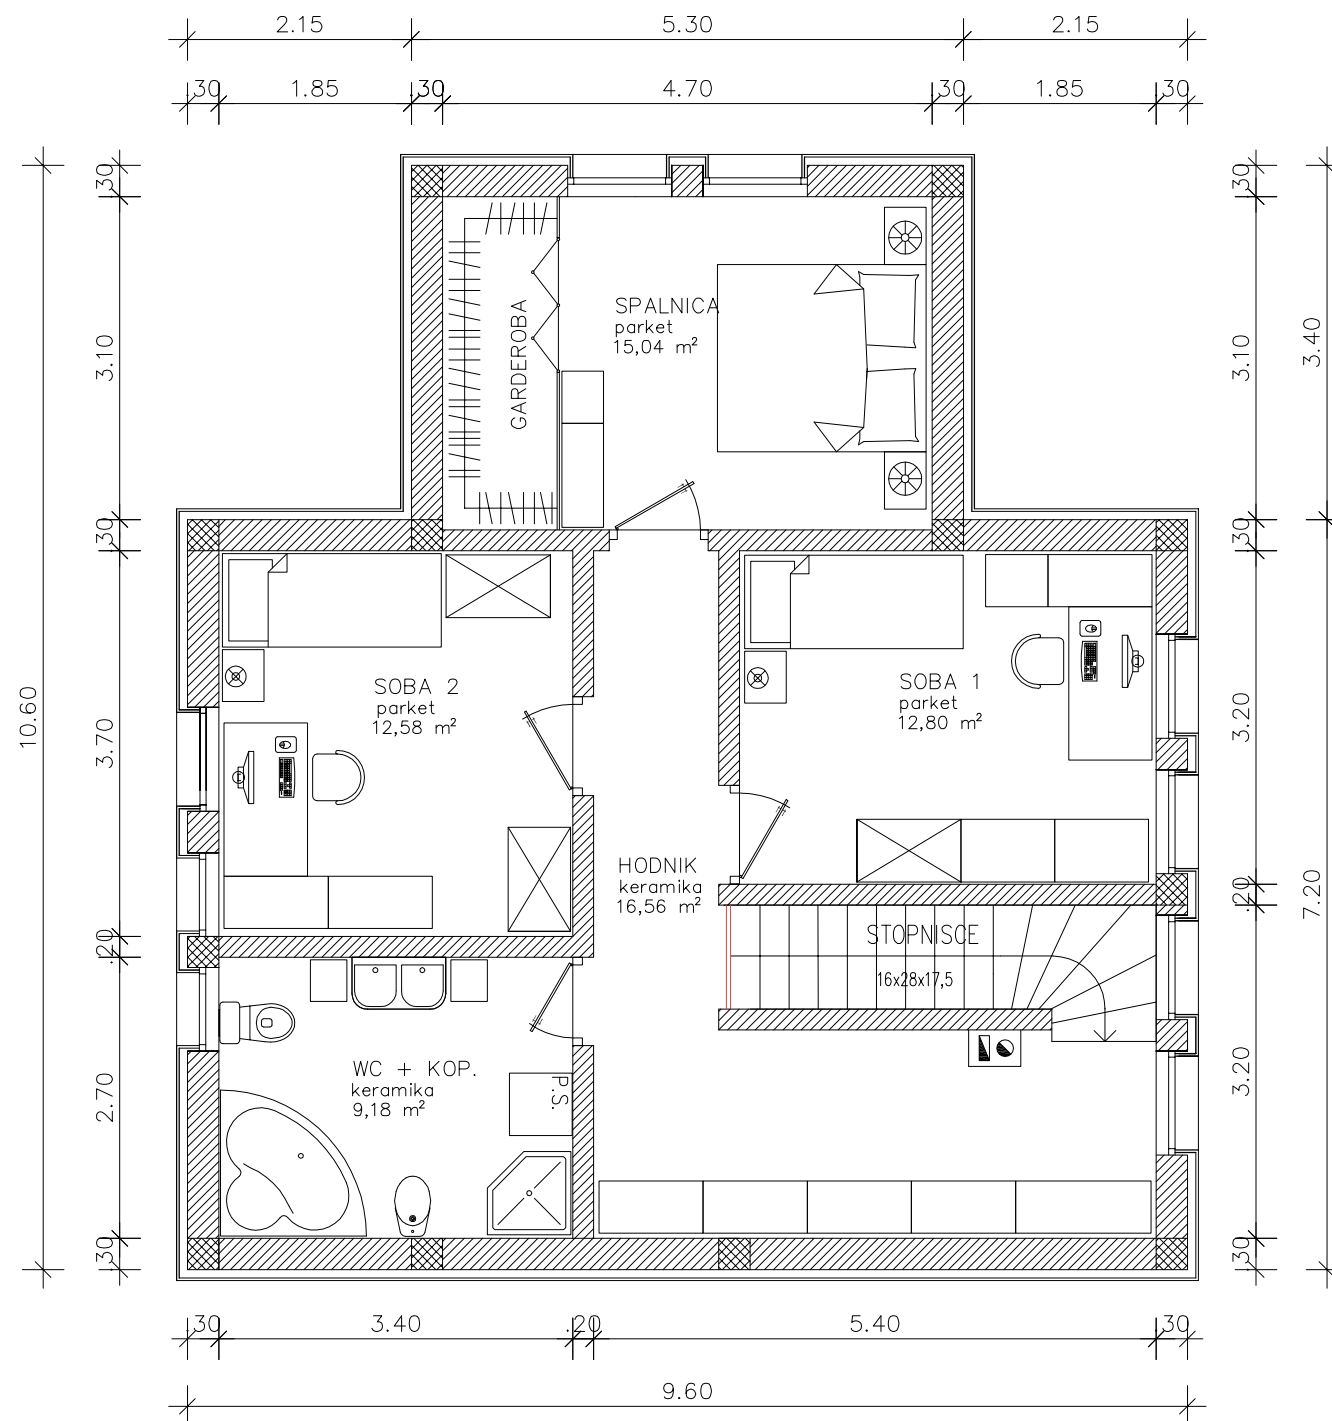 2.15 5.30 2.15
.30 1.85 .30 .30 4.70 .30 1.85 .30
.30
3.10
.30
3.70
.20
2.70
.30
10.60
.30
3.10
.30
3.20
.20
3.20
.30
3.40
7.20
GARDEROBA
SPALNICA
parket
15,04 m²
SOBA 2
parket
12,58 m²
SOBA 1
parket
12,80 m²
HODNIK
keramika
16,56 m²
STOPNISCE
16x28x17,5
WC + KOP.
keramika
9,18 m²
P.S.
.30 3.40 .20 5.40 .30
9.60